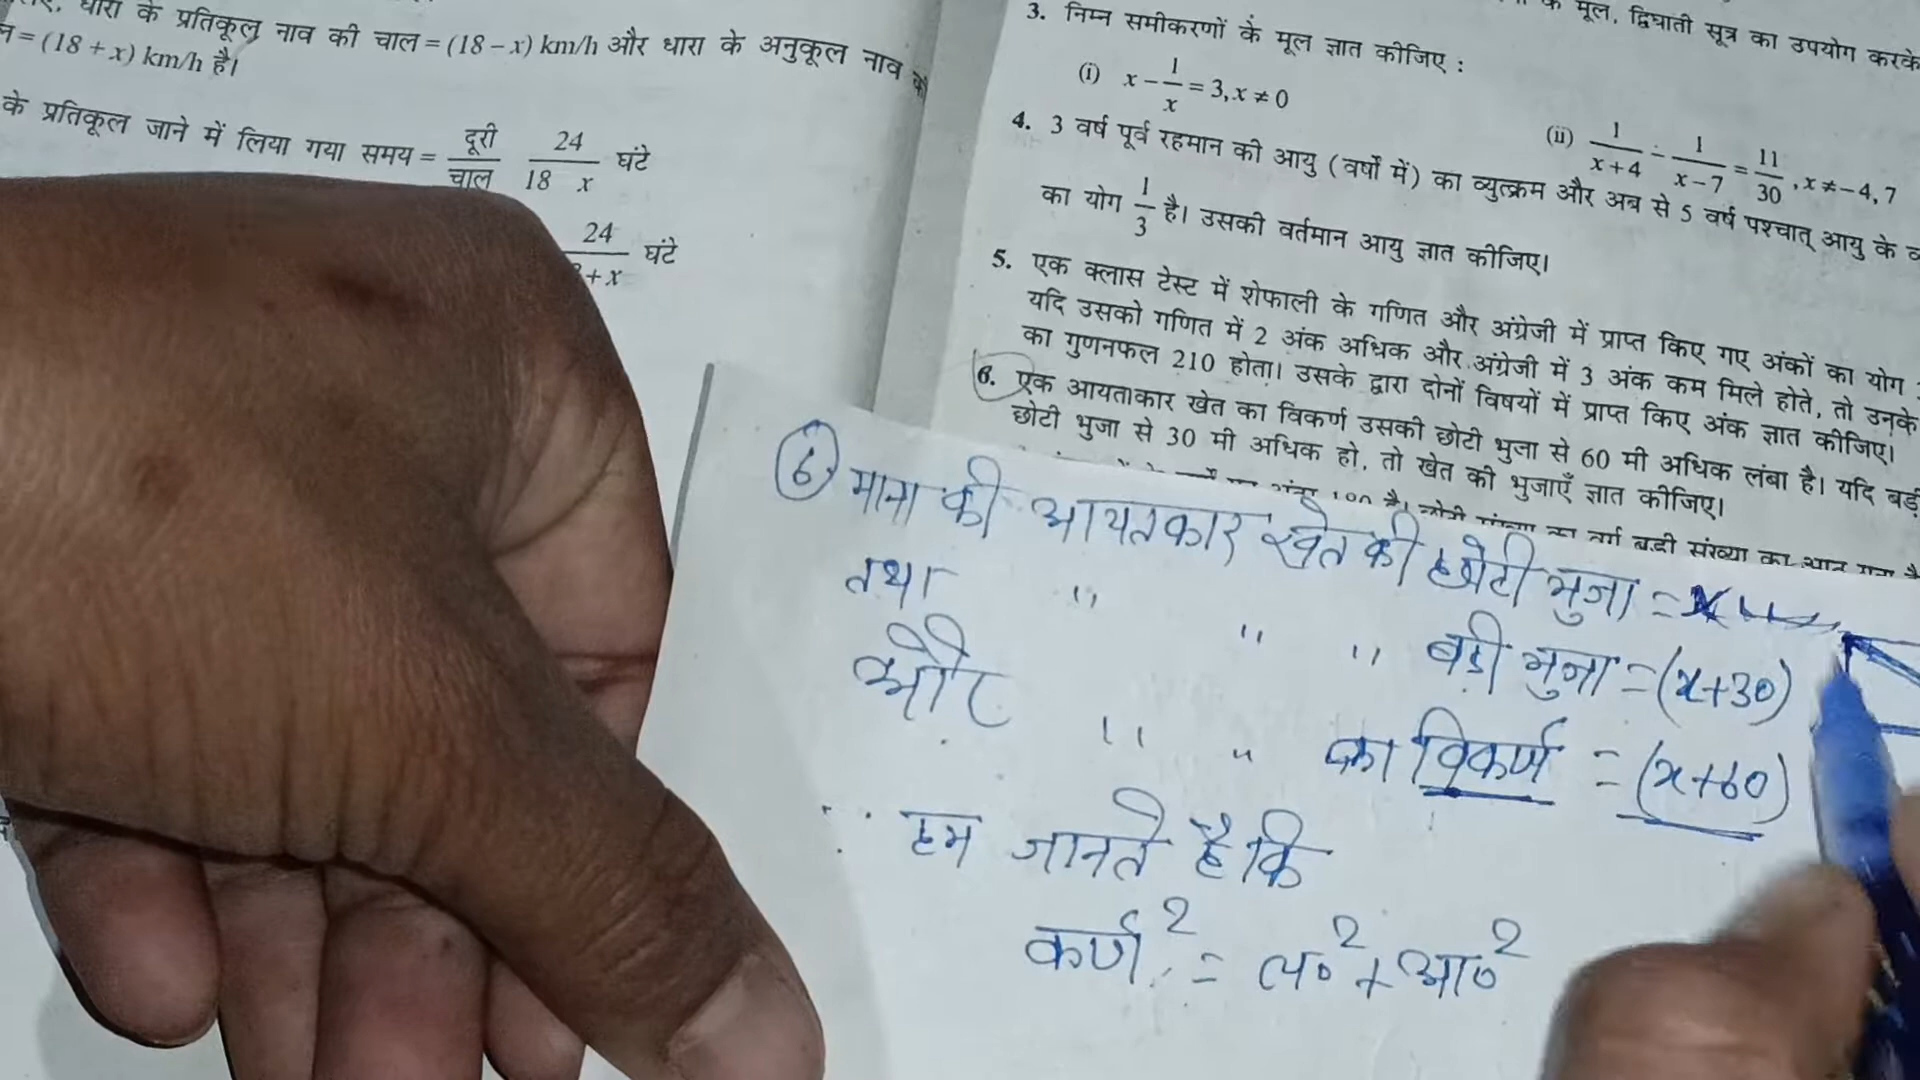 धारा के प्रतिकूल नाव की चाल = (18 – x) km/h और धारा के अनुकूल नाव की
= (18 + x) km/h है।
के प्रतिकूल जाने में लिया गया समय = दूरी/चाल 24/18 x घंटे
24/+ x घंटे
मूल, द्विघाती सूत्र का उपयोग करके
3. निम्न समीकरणों के मूल ज्ञात कीजिए :
(i) x – 1/x = 3, x ≠ 0
(ii) 1/x + 4 – 1/x – 7 = 11/30, x ≠ – 4, 7
4. 3 वर्ष पूर्व रहमान की आयु (वर्षों में) का व्युत्क्रम और अब से 5 वर्ष पश्चात् आयु के
का योग 1/3 है। उसकी वर्तमान आयु ज्ञात कीजिए।
5. एक क्लास टेस्ट में शेफाली के गणित और अंग्रेजी में प्राप्त किए गए अंकों का योग
यदि उसको गणित में 2 अंक अधिक और अंग्रेजी में 3 अंक कम मिले होते, तो उनके
का गुणनफल 210 होता। उसके द्वारा दोनों विषयों में प्राप्त किए अंक ज्ञात कीजिए।
6. एक आयताकार खेत का विकर्ण उसकी छोटी भुजा से 60 मी अधिक लंबा है। यदि बड़ी
छोटी भुजा से 30 मी अधिक हो, तो खेत की भुजाएँ ज्ञात कीजिए।
6. माना की आयतकार खेत की छोटी भुजा = x
तथा " " " बड़ी भुजा = (x+30)
और " " का विकर्ण = (x+60)
∴ हम जानते है कि
कर्ण² = ल०² + आ०²